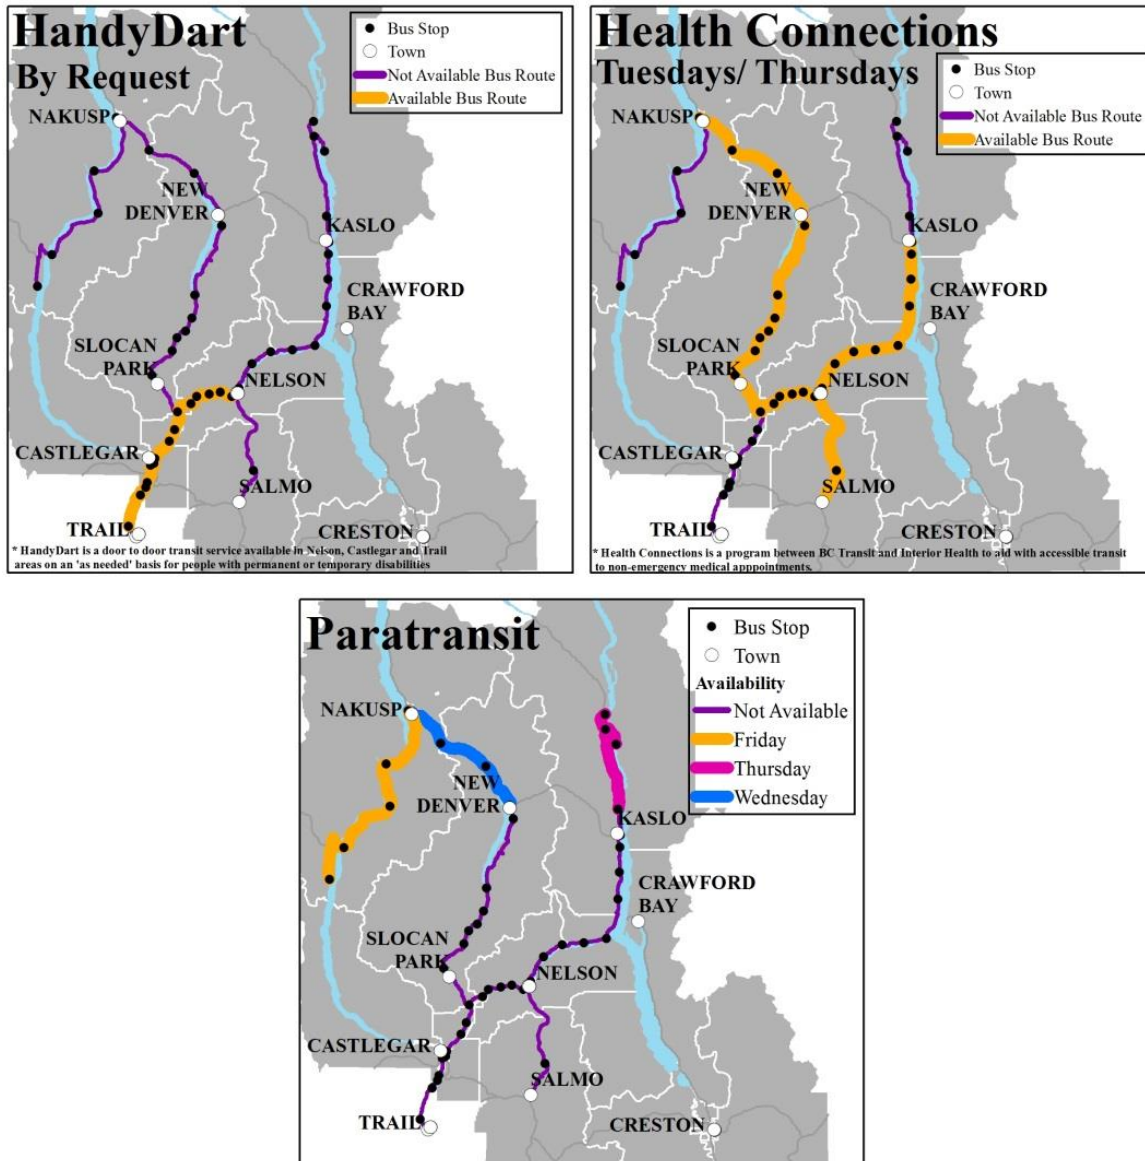 HandyDart
By Request
Bus Stop
Town
Not Available Bus Route
Available Bus Route
NAKUSP
NEW
DENVER
KASLO
CRAWFORD
BAY
SLOCAN
PARK
NELSON
CASTLEGAR
SALMO
TRAIL
CRESTON
* HandyDart is a door to door transit service available in Nelson, Castlegar and Trail
areas on an 'as needed' basis for people with permanent or temporary disabilities
Health Connections
Tuesdays/ Thursdays
Bus Stop
Town
Not Available Bus Route
Available Bus Route
NAKUSP
NEW
DENVER
KASLO
CRAWFORD
BAY
SLOCAN
PARK
NELSON
CASTLEGAR
SALMO
TRAIL
CRESTON
* Health Connections is a program between BC Transit and Interior Health to aid with accessible transit
to non-emergency medical apppointments.
Paratransit
Bus Stop
Town
Availability
Not Available
Friday
Thursday
Wednesday
NAKUSP
NEW
DENVER
KASLO
CRAWFORD
BAY
SLOCAN
PARK
NELSON
CASTLEGAR
SALMO
TRAIL
CRESTON